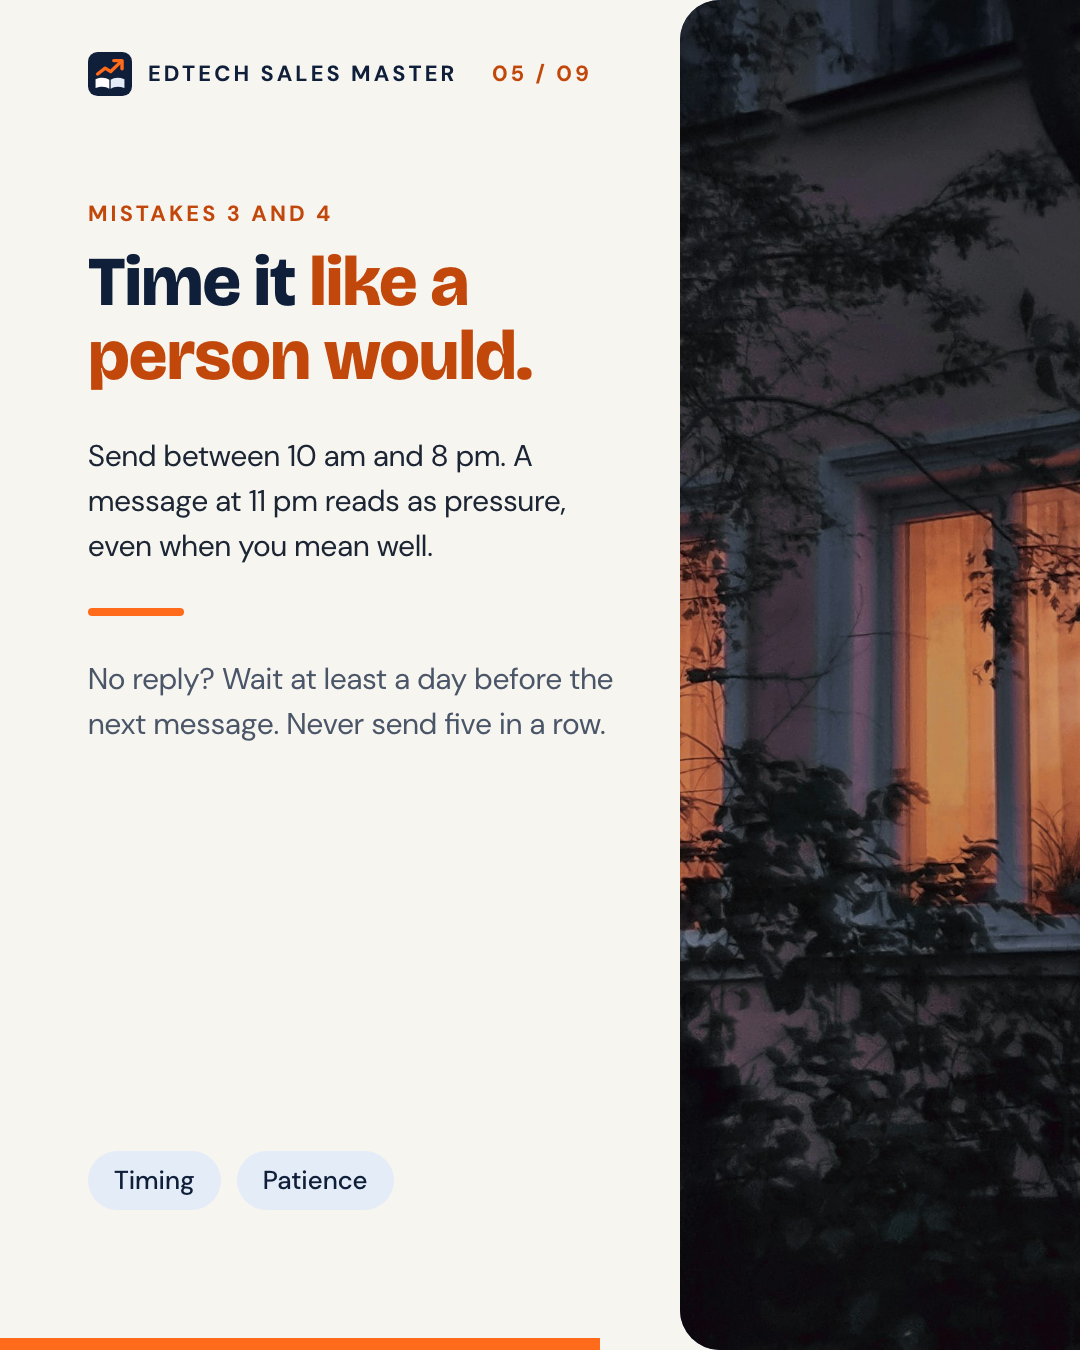 EDTECH SALES MASTER 05 / 09
MISTAKES 3 AND 4
Time it like a
person would.
Send between 10 am and 8 pm. A
message at 11 pm reads as pressure,
even when you mean well.
No reply? Wait at least a day before the
next message. Never send five in a row.
Timing Patience